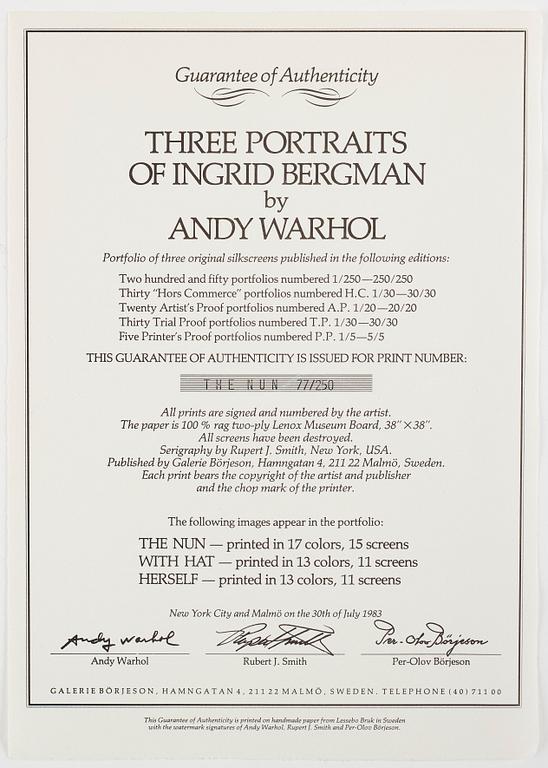 Guarantee of Authenticity
THREE PORTRAITS
OF INGRID BERGMAN
by
ANDY WARHOL
Portfolio of three original silkscreens published in the following editions:
Two hundred and fifty portfolios numbered 1/250—250/250
Thirty "Hors Commerce" portfolios numbered H.C. 1/30—30/30
Twenty Artist's Proof portfolios numbered A.P. 1/20—20/20
Thirty Trial Proof portfolios numbered T.P. 1/30—30/30
Five Printer's Proof portfolios numbered P.P. 1/5—5/5
THIS GUARANTEE OF AUTHENTICITY IS ISSUED FOR PRINT NUMBER:
THE NUN 77/250
All prints are signed and numbered by the artist.
The paper is 100 % rag two-ply Lenox Museum Board, 38"×38".
All screens have been destroyed.
Serigraphy by Rupert J. Smith, New York, USA.
Published by Galerie Börjeson, Hamngatan 4, 211 22 Malmö, Sweden.
Each print bears the copyright of the artist and publisher
and the chop mark of the printer.
The following images appear in the portfolio:
THE NUN — printed in 17 colors, 15 screens
WITH HAT — printed in 13 colors, 11 screens
HERSELF — printed in 13 colors, 11 screens
New York City and Malmö on the 30th of July 1983
Andy Warhol Rupert J. Smith Per-Olov Börjeson
Andy Warhol Rubert J. Smith Per-Olov Börjeson
GALERIE BÖRJESON, HAMNGATAN 4, 211 22 MALMÖ, SWEDEN. TELEPHONE (40) 711 00
This Guarantee of Authenticity is printed on handmade paper from Lessebo Bruk in Sweden
with the watermark signatures of Andy Warhol, Rupert J. Smith and Per-Olov Börjeson.